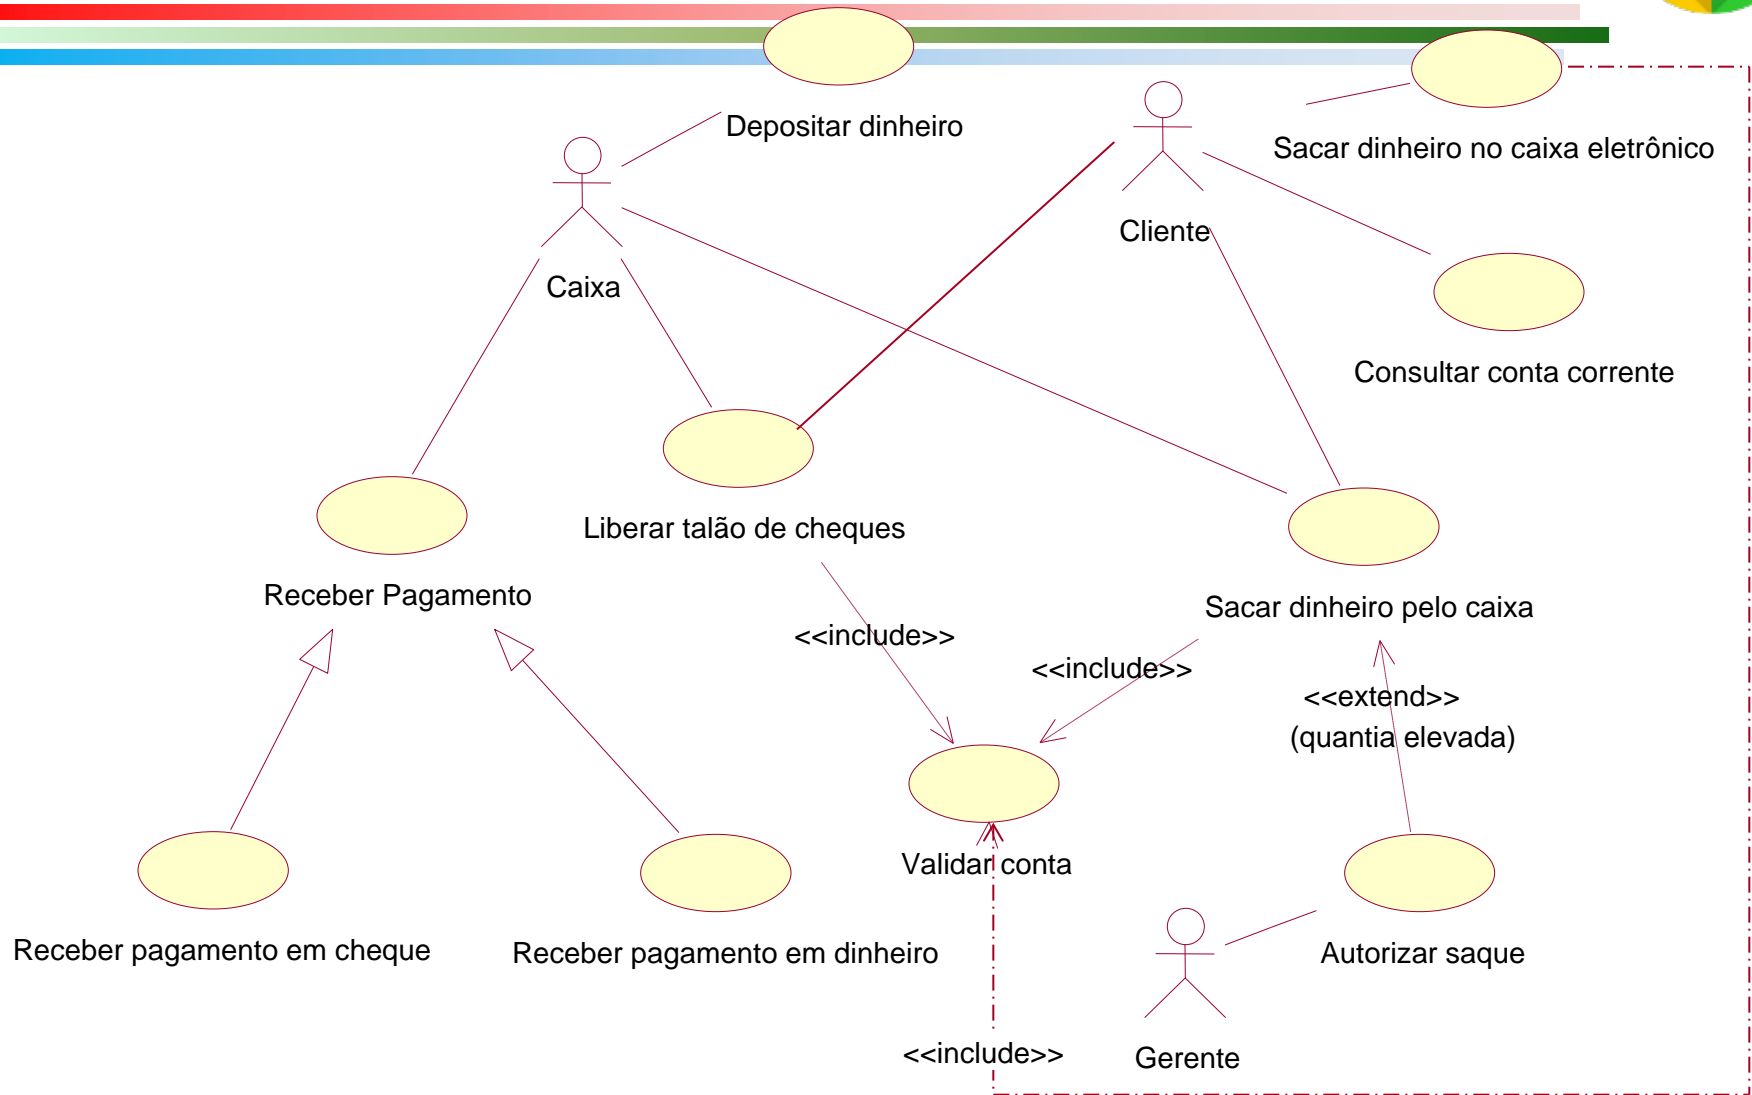 Depositar dinheiro
Sacar dinheiro no caixa eletrônico
Cliente
Caixa
Consultar conta corrente
Liberar talão de cheques
Receber Pagamento
Sacar dinheiro pelo caixa
<<include>>
<<include>>
<<extend>>
(quantia elevada)
Validar conta
Receber pagamento em cheque
Receber pagamento em dinheiro
Autorizar saque
<<include>>
Gerente